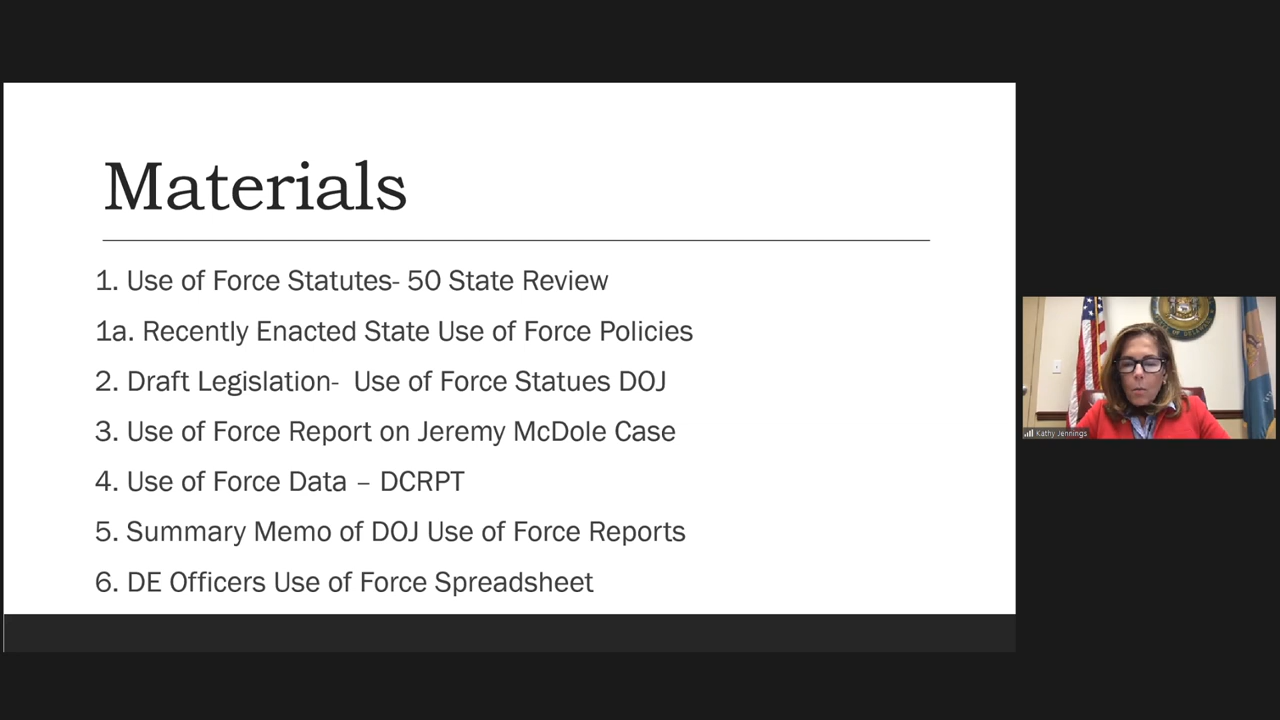 Materials
1. Use of Force Statutes- 50 State Review
1a. Recently Enacted State Use of Force Policies
2. Draft Legislation-  Use of Force Statues DOJ
3. Use of Force Report on Jeremy McDole Case
4. Use of Force Data – DCRPT
5. Summary Memo of DOJ Use of Force Reports
6. DE Officers Use of Force Spreadsheet
Kathy Jennings